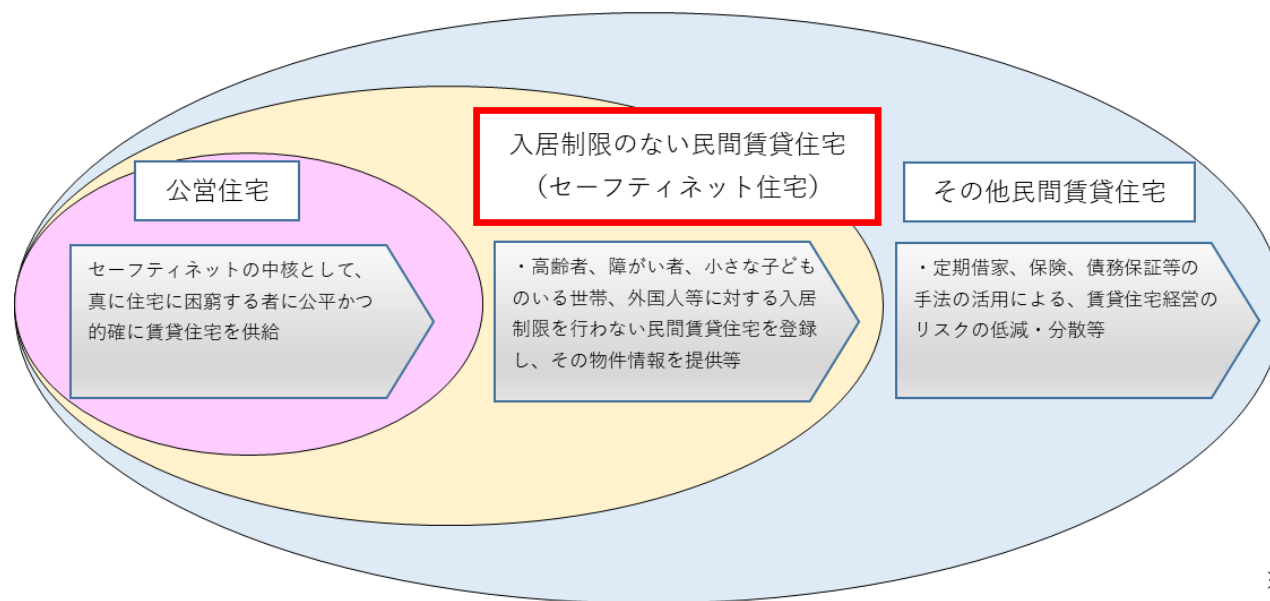 公営住宅
セーフティネットの中核として、
真に住宅に困窮する者に公平かつ
的確に賃貸住宅を供給
入居制限のない民間賃貸住宅
（セーフティネット住宅）
・高齢者、障がい者、小さな子ども
のいる世帯、外国人等に対する入居
制限を行わない民間賃貸住宅を登録
し、その物件情報を提供等
その他民間賃貸住宅
・定期借家、保険、債務保証等の
手法の活用による、賃貸住宅経営の
リスクの低減・分散等